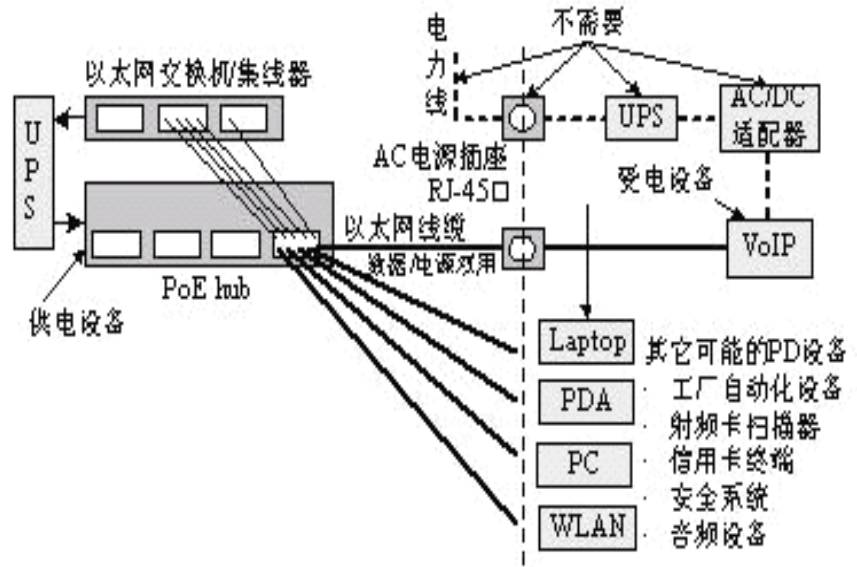 不需要
电力线
以太网交换机/集线器
UPS
UPS
AC/DC
适配器
AC电源插座
RJ-45口
受电设备
以太网线缆
数据/电源双用
VoIP
PoE hub
供电设备
Laptop
其它可能的PD设备
PDA
· 工厂自动化设备
· 射频卡扫描器
PC
· 信用卡终端
· 安全系统
WLAN
· 音频设备